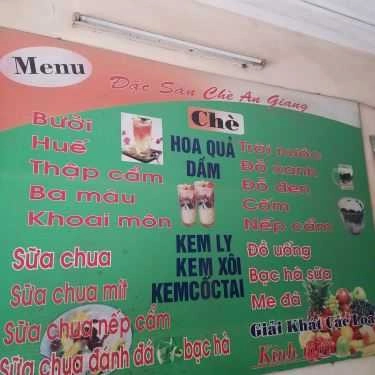 Menu
Đặc Sản Chè An Giang
Chè
Bưởi
Huế
Thập cẩm
Ba màu
Khoai môn
HOA QUẢ
DẦM
Trôi nước
Đỗ xanh
Đỗ đen
Cốm
Nếp cẩm
Sữa chua
Sữa chua mít
Sữa chua nếp cẩm
Sữa chua đánh đá bạc hà
KEM LY
KEM XÔI
KEMCỐCTAI
Đồ uống
Bạc hà sữa
Me đá
Giải Khát Các Loại
Kính